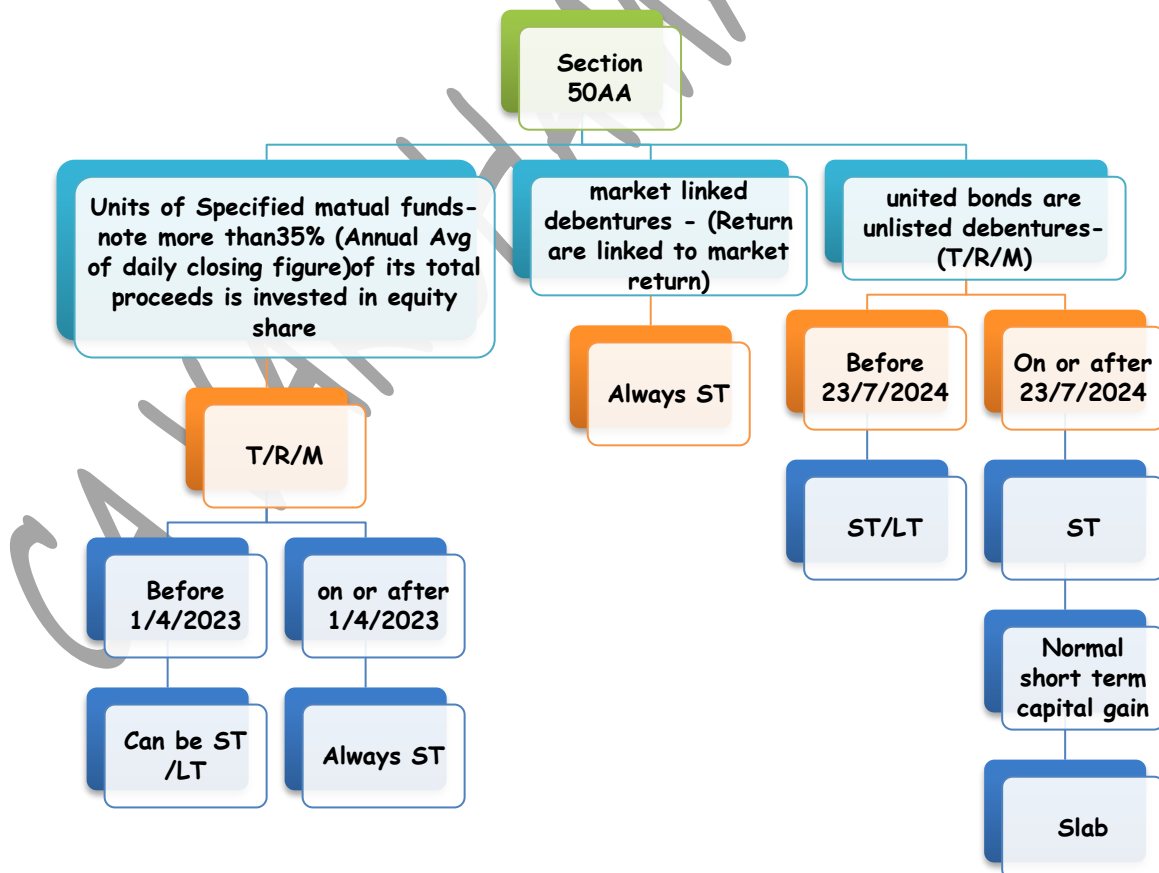 Section
50AA
Units of Specified matual funds-
note more than35% (Annual Avg
of daily closing figure)of its total
proceeds is invested in equity
share
market linked
debentures - (Return
are linked to market
return)
united bonds are
unlisted debentures-
(T/R/M)
T/R/M
Always ST
Before
23/7/2024
On or after
23/7/2024
Before
1/4/2023
on or after
1/4/2023
ST/LT
ST
Can be ST
/LT
Always ST
Normal
short term
capital gain
Slab
CA